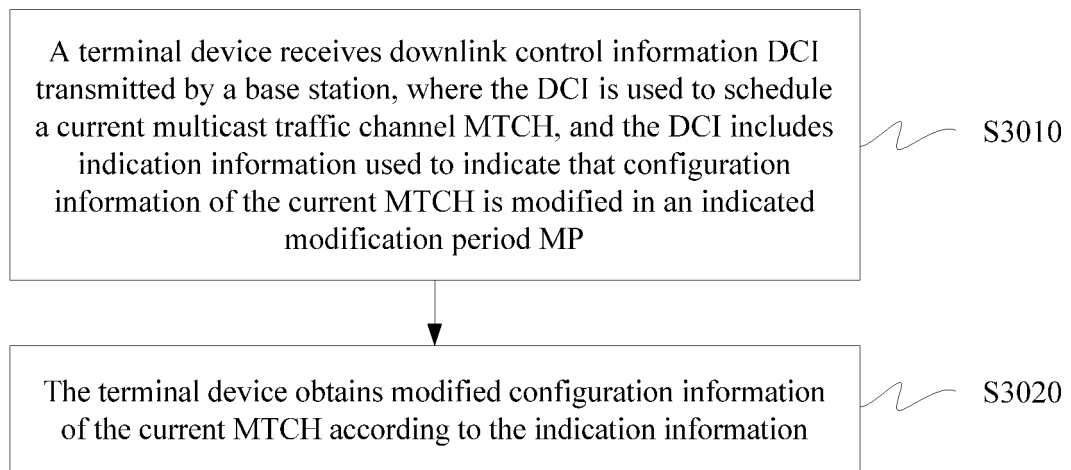 A terminal device receives downlink control information DCI
transmitted by a base station, where the DCI is used to schedule
a current multicast traffic channel MTCH, and the DCI includes
indication information used to indicate that configuration
information of the current MTCH is modified in an indicated
modification period MP
S3010
The terminal device obtains modified configuration information
of the current MTCH according to the indication information
S3020